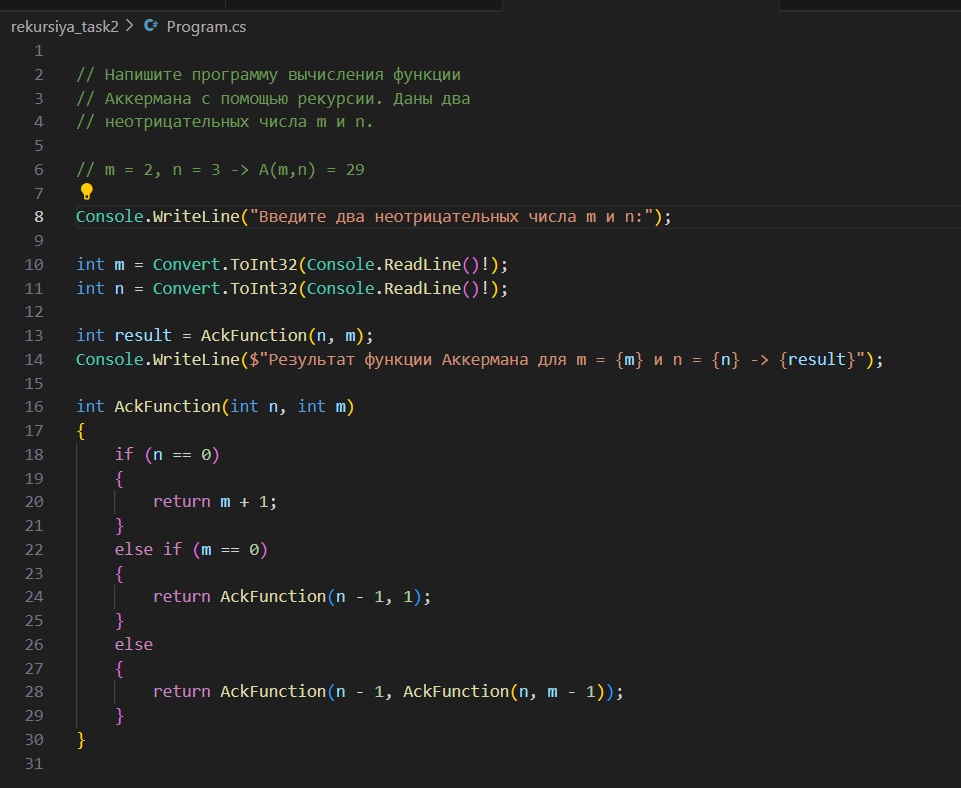 rekursiya_task2 > C# Program.cs
1
2 // Напишите программу вычисления функции
3 // Аккермана с помощью рекурсии. Даны два
4 // неотрицательных числа m и n.
5
6 // m = 2, n = 3 -> A(m,n) = 29
7
8 Console.WriteLine("Введите два неотрицательных числа m и n:");
9
10 int m = Convert.ToInt32(Console.ReadLine()!);
11 int n = Convert.ToInt32(Console.ReadLine()!);
12
13 int result = AckFunction(n, m);
14 Console.WriteLine($"Результат функции Аккермана для m = {m} и n = {n} -> {result}");
15
16 int AckFunction(int n, int m)
17 {
18     if (n == 0)
19     {
20         return m + 1;
21     }
22     else if (m == 0)
23     {
24         return AckFunction(n - 1, 1);
25     }
26     else
27     {
28         return AckFunction(n - 1, AckFunction(n, m - 1));
29     }
30 }
31